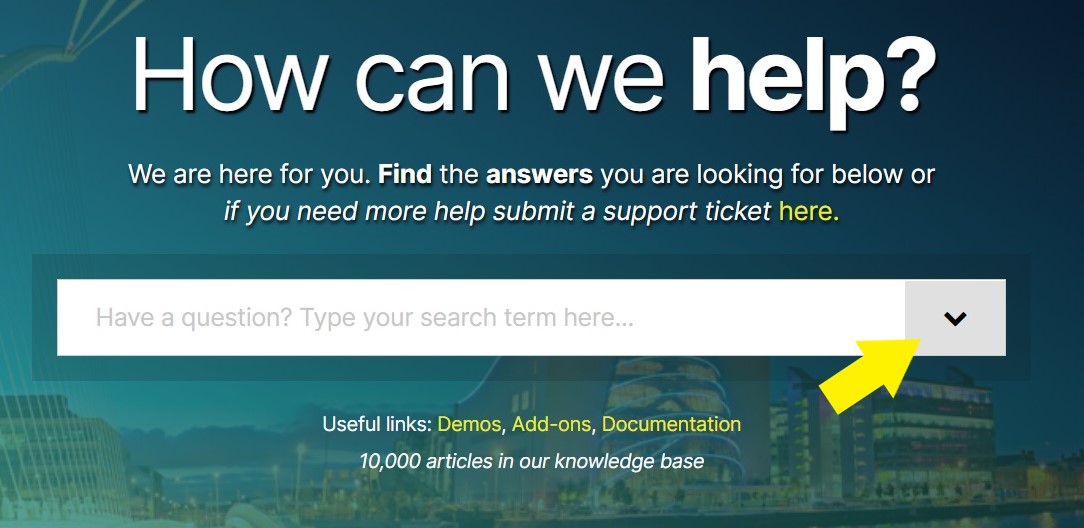 How can we help?
We are here for you. Find the answers you are looking for below or
if you need more help submit a support ticket here.
Have a question? Type your search term here...
Useful links: Demos, Add-ons, Documentation
10,000 articles in our knowledge base